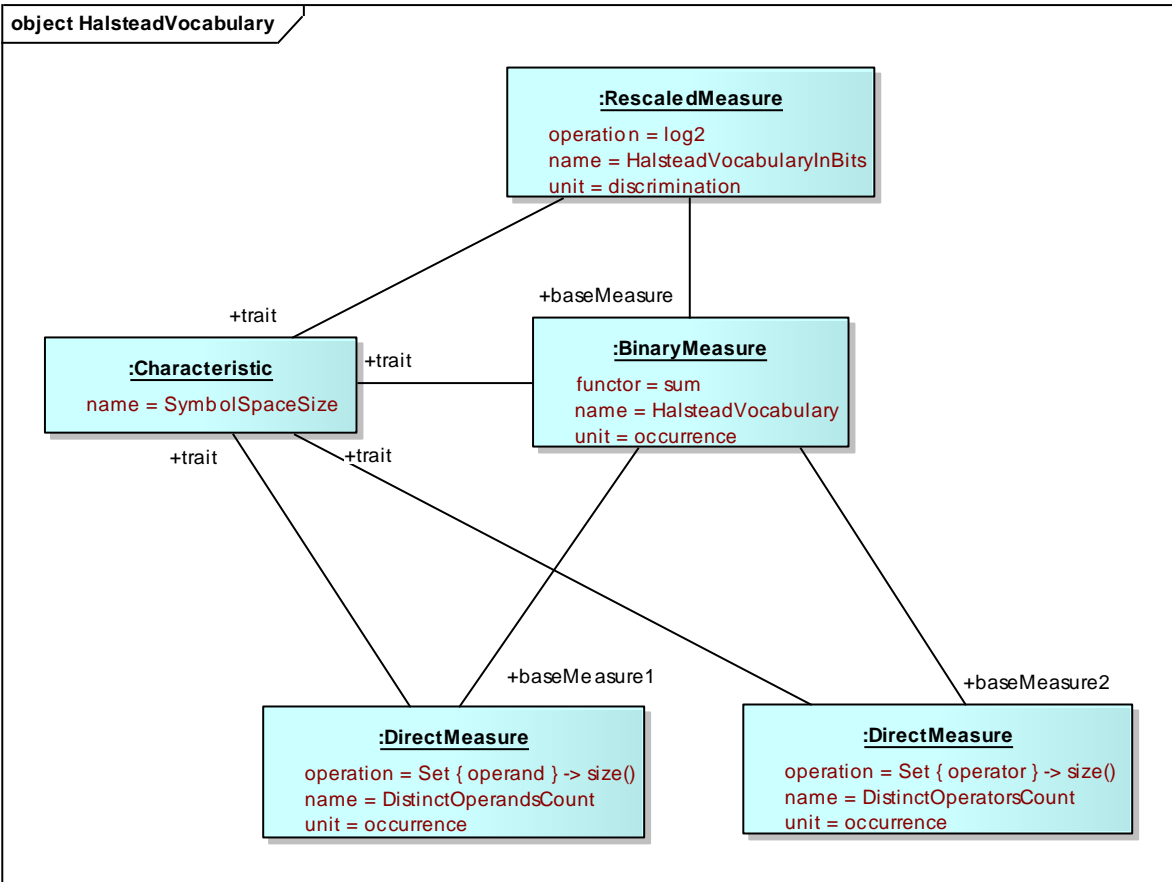 object HalsteadVocabulary
:RescaledMeasure
operation = log2
name = HalsteadVocabularyInBits
unit = discrimination
+baseMeasure
+trait
:Characteristic
name = SymbolSpaceSize
+trait
:BinaryMeasure
functor = sum
name = HalsteadVocabulary
unit = occurrence
+trait
+trait
+baseMeasure1
+baseMeasure2
:DirectMeasure
operation = Set { operand } -> size()
name = DistinctOperandsCount
unit = occurrence
:DirectMeasure
operation = Set { operator } -> size()
name = DistinctOperatorsCount
unit = occurrence